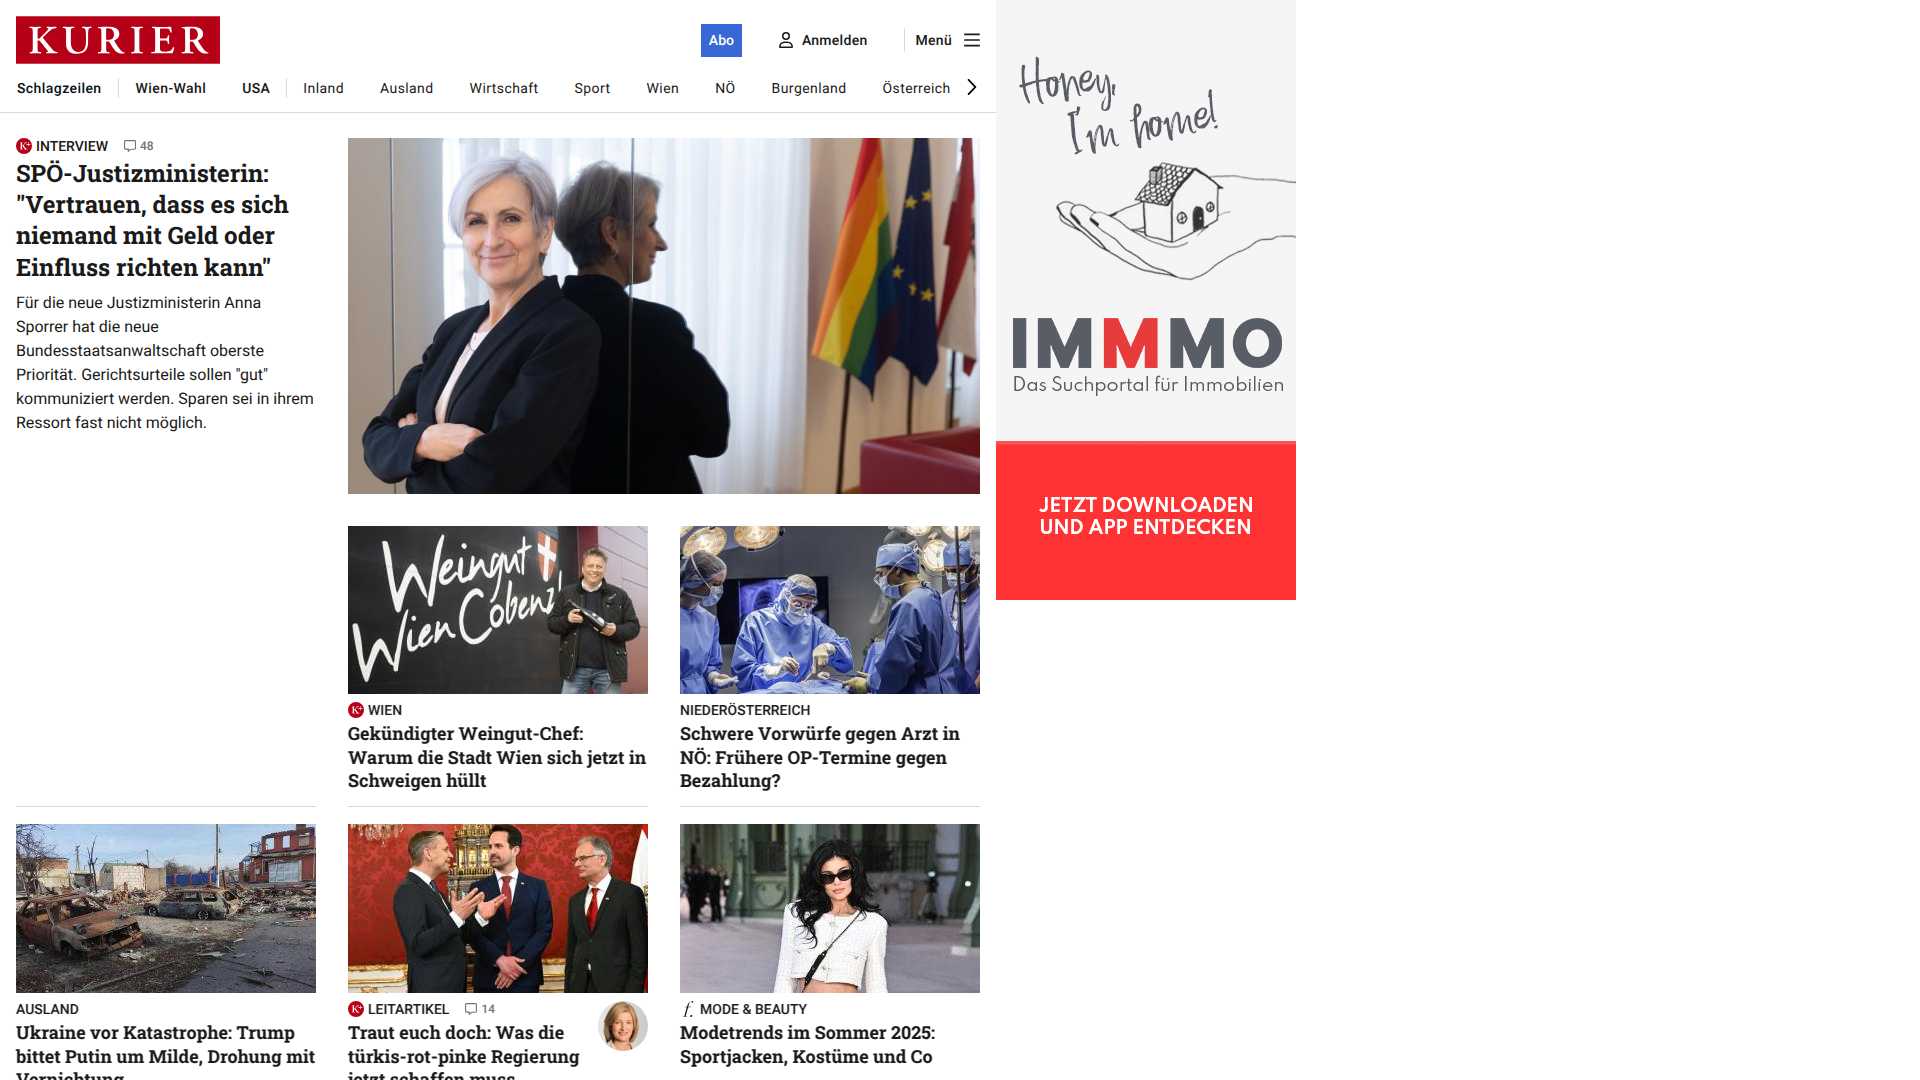 KURIER
Abo
Anmelden
Menü
Schlagzeilen
Wien-Wahl
USA
Inland
Ausland
Wirtschaft
Sport
Wien
NÖ
Burgenland
Österreich
K+ INTERVIEW 48
SPÖ-Justizministerin:
"Vertrauen, dass es sich
niemand mit Geld oder
Einfluss richten kann"
Für die neue Justizministerin Anna
Sporrer hat die neue
Bundesstaatsanwaltschaft oberste
Priorität. Gerichtsurteile sollen "gut"
kommuniziert werden. Sparen sei in ihrem
Ressort fast nicht möglich.
Weingut
Wien Cobenzl
K+ WIEN
Gekündigter Weingut-Chef:
Warum die Stadt Wien sich jetzt in
Schweigen hüllt
NIEDERÖSTERREICH
Schwere Vorwürfe gegen Arzt in
NÖ: Frühere OP-Termine gegen
Bezahlung?
AUSLAND
Ukraine vor Katastrophe: Trump
bittet Putin um Milde, Drohung mit
Vernichtung
K+ LEITARTIKEL 14
Traut euch doch: Was die
türkis-rot-pinke Regierung
jetzt schaffen muss
f. MODE & BEAUTY
Modetrends im Sommer 2025:
Sportjacken, Kostüme und Co
Honey,
I'm home!
IMMMO
Das Suchportal für Immobilien
JETZT DOWNLOADEN
UND APP ENTDECKEN